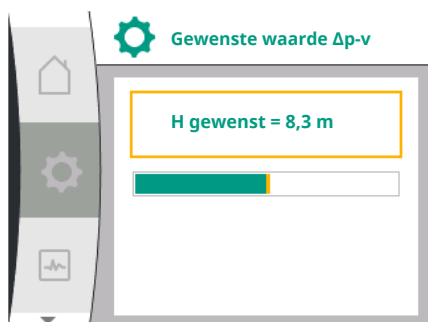 Gewenste waarde Δp-v
H gewenst = 8,3 m